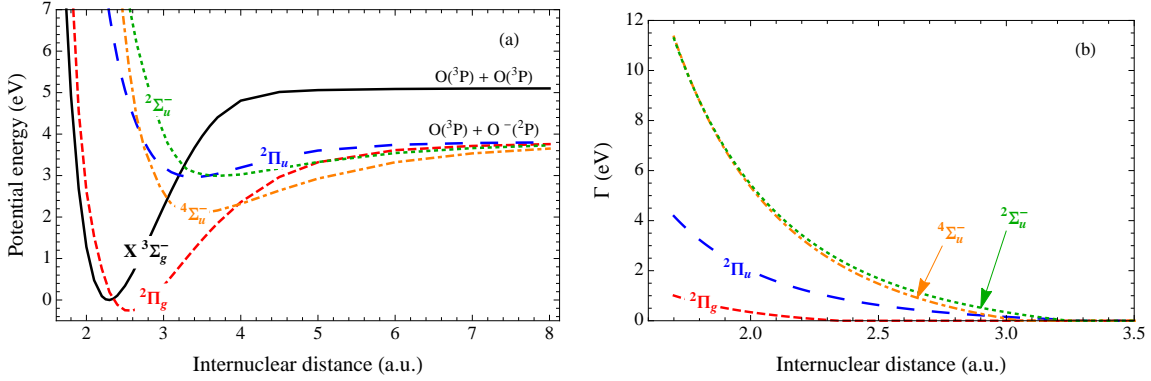 7
6
5
4
3
2
1
0
Potential energy (eV)
(a)
O(³P) + O(³P)
O(³P) + O⁻(²P)
²Σᵤ⁻
²Πᵤ
⁴Σᵤ⁻
X ³Σg⁻
²Πg
2 3 4 5 6 7 8
Internuclear distance (a.u.)
12
10
8
6
4
2
0
Γ (eV)
(b)
²Σᵤ⁻
⁴Σᵤ⁻
²Πᵤ
²Πg
2.0 2.5 3.0 3.5
Internuclear distance (a.u.)